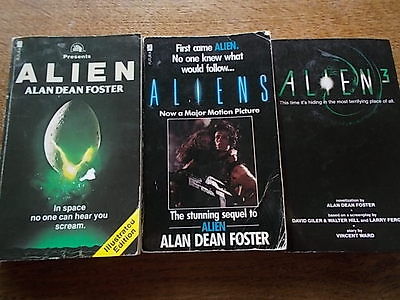 Presents
ALIEN
ALAN DEAN FOSTER
In space
no one can hear you
scream.
Illustrated
Edition
First came ALIEN.
No one knew what
would follow...
ALIENS
Now a Major Motion Picture
The stunning sequel to
ALIEN
ALAN DEAN FOSTER
ALIEN 3
This time it's hiding in the most terrifying place of all.
novelization by
ALAN DEAN FOSTER
based on a screenplay by
DAVID GILER & WALTER HILL and LARRY FERG
story by
VINCENT WARD